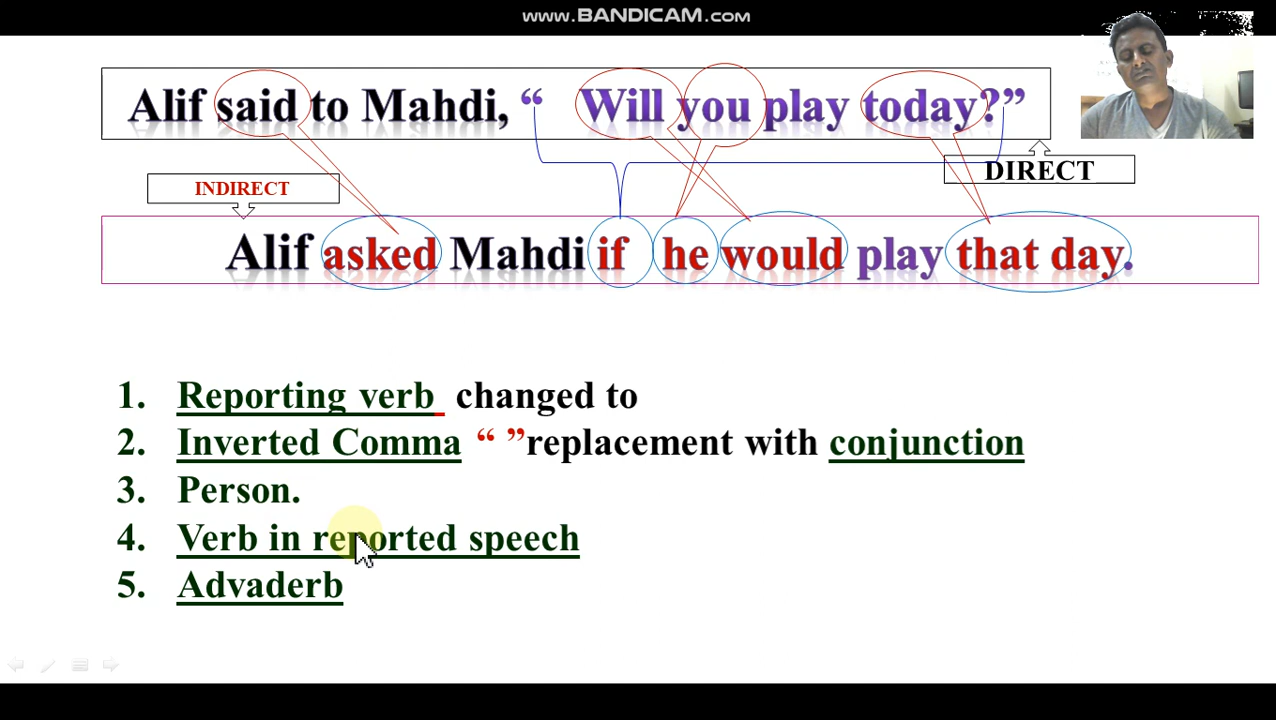 www.BANDICAM.com
Alif said to Mahdi, “ Will you play today?”
DIRECT
INDIRECT
Alif asked Mahdi if he would play that day.
1. Reporting verb changed to
2. Inverted Comma “ ”replacement with conjunction
3. Person.
4. Verb in reported speech
5. Advaderb